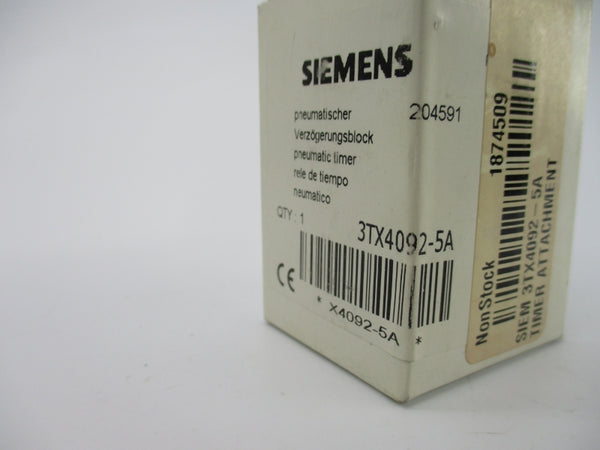 SIEMENS
pneumatischer
Verzögerungsblock
pneumatic timer
rele de tiempo
neumatico
204591
QTY : 1
3TX4092-5A
CE
* X4092-5A *
NonStock
1874509
SIEM 3TX4092-5A
TIMER ATTACHMENT